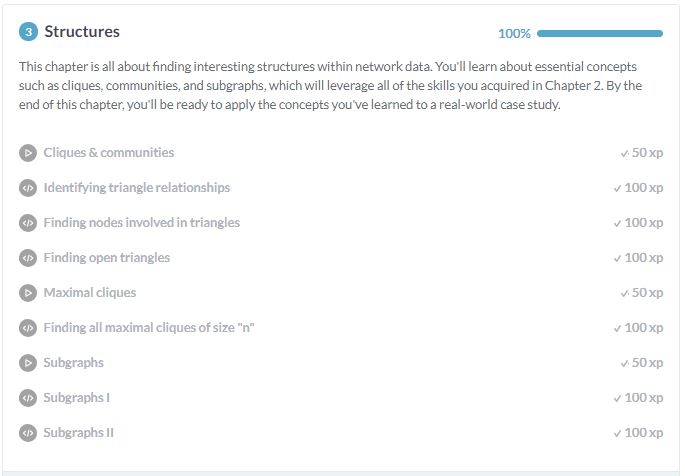 3 Structures 100%
This chapter is all about finding interesting structures within network data. You'll learn about essential concepts
such as cliques, communities, and subgraphs, which will leverage all of the skills you acquired in Chapter 2. By the
end of this chapter, you'll be ready to apply the concepts you've learned to a real-world case study.
Cliques & communities 50 xp
Identifying triangle relationships 100 xp
Finding nodes involved in triangles 100 xp
Finding open triangles 100 xp
Maximal cliques 50 xp
Finding all maximal cliques of size "n" 100 xp
Subgraphs 50 xp
Subgraphs I 100 xp
Subgraphs II 100 xp